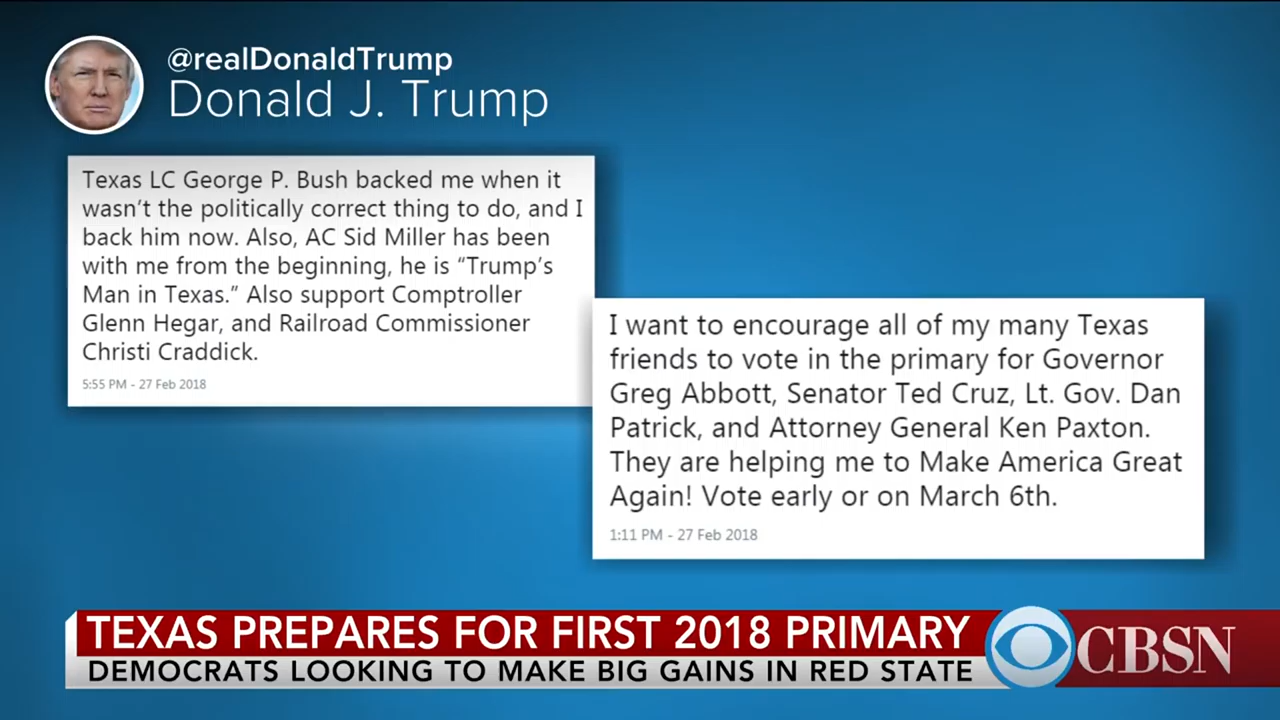 @realDonaldTrump
Donald J. Trump
Texas LC George P. Bush backed me when it
wasn't the politically correct thing to do, and I
back him now. Also, AC Sid Miller has been
with me from the beginning, he is “Trump's
Man in Texas.” Also support Comptroller
Glenn Hegar, and Railroad Commissioner
Christi Craddick.
5:55 PM - 27 Feb 2018
I want to encourage all of my many Texas
friends to vote in the primary for Governor
Greg Abbott, Senator Ted Cruz, Lt. Gov. Dan
Patrick, and Attorney General Ken Paxton.
They are helping me to Make America Great
Again! Vote early or on March 6th.
1:11 PM - 27 Feb 2018
TEXAS PREPARES FOR FIRST 2018 PRIMARY
DEMOCRATS LOOKING TO MAKE BIG GAINS IN RED STATE
CBSN